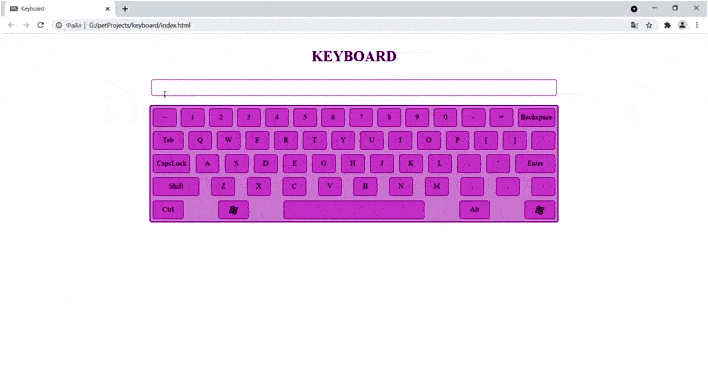 Keyboard
Файл G:/petProjects/keyboard/index.html
KEYBOARD
~ 1 2 3 4 5 6 7 8 9 0 - Backspace
Tab Q W E R T Y U I O P [ ]
CapsLock A S D E G H J K L ; ' Enter
Shift Z X C V B N M
Ctrl Alt